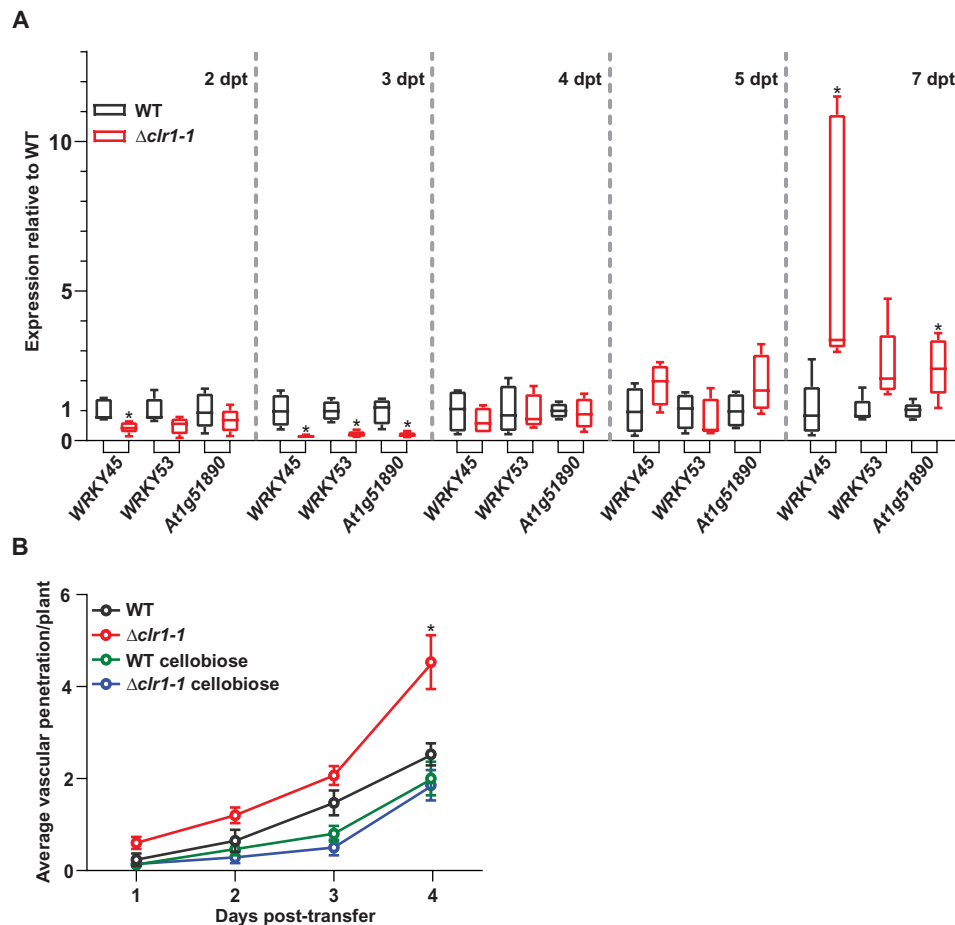 A
2 dpt 3 dpt 4 dpt 5 dpt 7 dpt
WT
Δclr1-1
Expression relative to WT
10
5
1
0
* * * * * *
WRKY45 WRKY53 At1g51890 WRKY45 WRKY53 At1g51890 WRKY45 WRKY53 At1g51890 WRKY45 WRKY53 At1g51890 WRKY45 WRKY53 At1g51890
B
WT
Δclr1-1
WT cellobiose
Δclr1-1 cellobiose
*
Average vascular penetration/plant
6
4
2
0
1 2 3 4
Days post-transfer